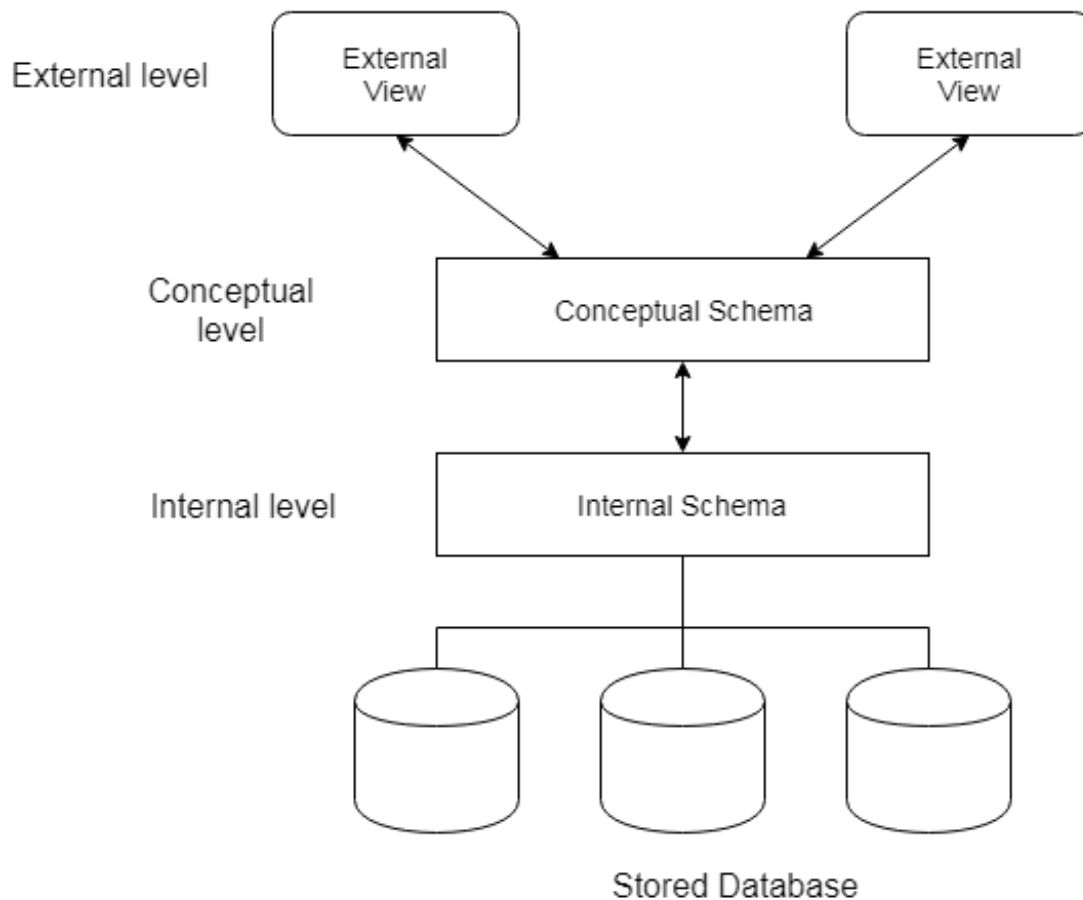 External level
External
View
External
View
Conceptual
level
Conceptual Schema
Internal level
Internal Schema
Stored Database